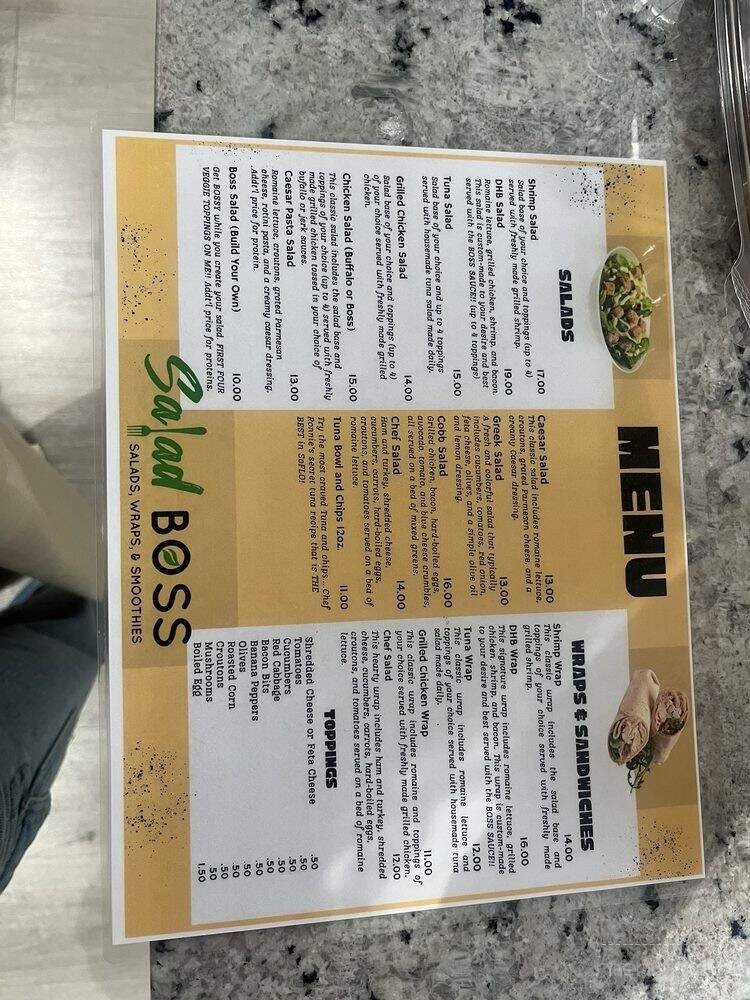 MENU
SALADS
Shrimp Salad 17.00
Salad base of your choice and toppings (up to 4)
served with freshly made grilled shrimp.
DHB Salad 19.00
Romaine lettuce, grilled chicken, shrimp, and bacon.
This salad is custom-made to your desire and best
served with the BOSS SAUCE!! (up to 4 toppings)
Tuna Salad 15.00
Salad base of your choice and up to 4 toppings
served with housemade tuna salad made daily.
Grilled Chicken Salad 14.00
Salad base of your choice and toppings (up to 4)
of your choice served with freshly made grilled
chicken.
Chicken Salad (Buffalo or Boss) 15.00
This classic salad includes the salad base and
toppings of your choice (up to 4) served with freshly
made grilled chicken tossed in your choice of
bufallo or jerk sauces.
Caesar Pasta Salad 13.00
Romaine lettuce, croutons, grated Parmesan
cheese, rotini pasta, and a creamy caesar dressing.
Addt'l price for protein.
Boss Salad (Build Your Own) 10.00
Get BOSSY while you create your salad. FIRST FOUR
VEGGIE TOPPINGS ON ME!! Addt'l price for proteins.
Caesar Salad 13.00
This classic salad includes romaine lettuce,
croutons, grated Parmesan cheese, and a
creamy Caesar dressing.
Greek Salad 13.00
A fresh and colorful salad that typically
includes cucumbers, tomatoes, red onion,
feta cheese, olives, and a simple olive oil
and lemon dressing.
Cobb Salad 16.00
Grilled chicken, bacon, hard-boiled eggs,
avocado, tomato, and blue cheese crumbles,
all served on a bed of mixed greens.
Chef Salad 14.00
Ham and turkey, shredded cheese,
cucumbers, carrots, hard-boiled eggs,
croutons, and tomatoes served on a bed of
romaine lettuce.
Tuna Bowl and Chips 12oz. 11.00
Try the most craved Tuna and chips....Chef
Ronnie's secret tuna recipe that is THE
BEST in SoFLO!
WRAPS & SANDWICHES
Shrimp Wrap 14.00
This classic wrap includes the salad base and
toppings of your choice served with freshly made
grilled shrimp.
DHB Wrap 16.00
This signature wrap includes romaine lettuce, grilled
chicken, shrimp, and bacon. This wrap is custom-made
to your desire and best served with the BOSS SAUCE!!
Tuna Wrap 12.00
This classic wrap includes romaine lettuce and
toppings of your choice served with housemade tuna
salad made daily.
Grilled Chicken Wrap 11.00
This classic wrap includes romaine and toppings of
your choice served with freshly made grilled chicken.
Chef Salad 12.00
This hearty wrap includes ham and turkey, shredded
cheese, cucumbers, carrots, hard-boiled eggs,
croutons, and tomatoes served on a bed of romaine
lettuce.
TOPPINGS
Shredded Cheese or Feta Cheese .50
Tomatoes .50
Cucumbers .50
Red Cabbage .50
Bacon Bits .50
Banana Peppers .50
Olives .50
Roasted Corn .50
Croutons .50
Mushrooms .50
Boiled Egg 1.50
Salad BOSS
SALADS, WRAPS, & SMOOTHIES